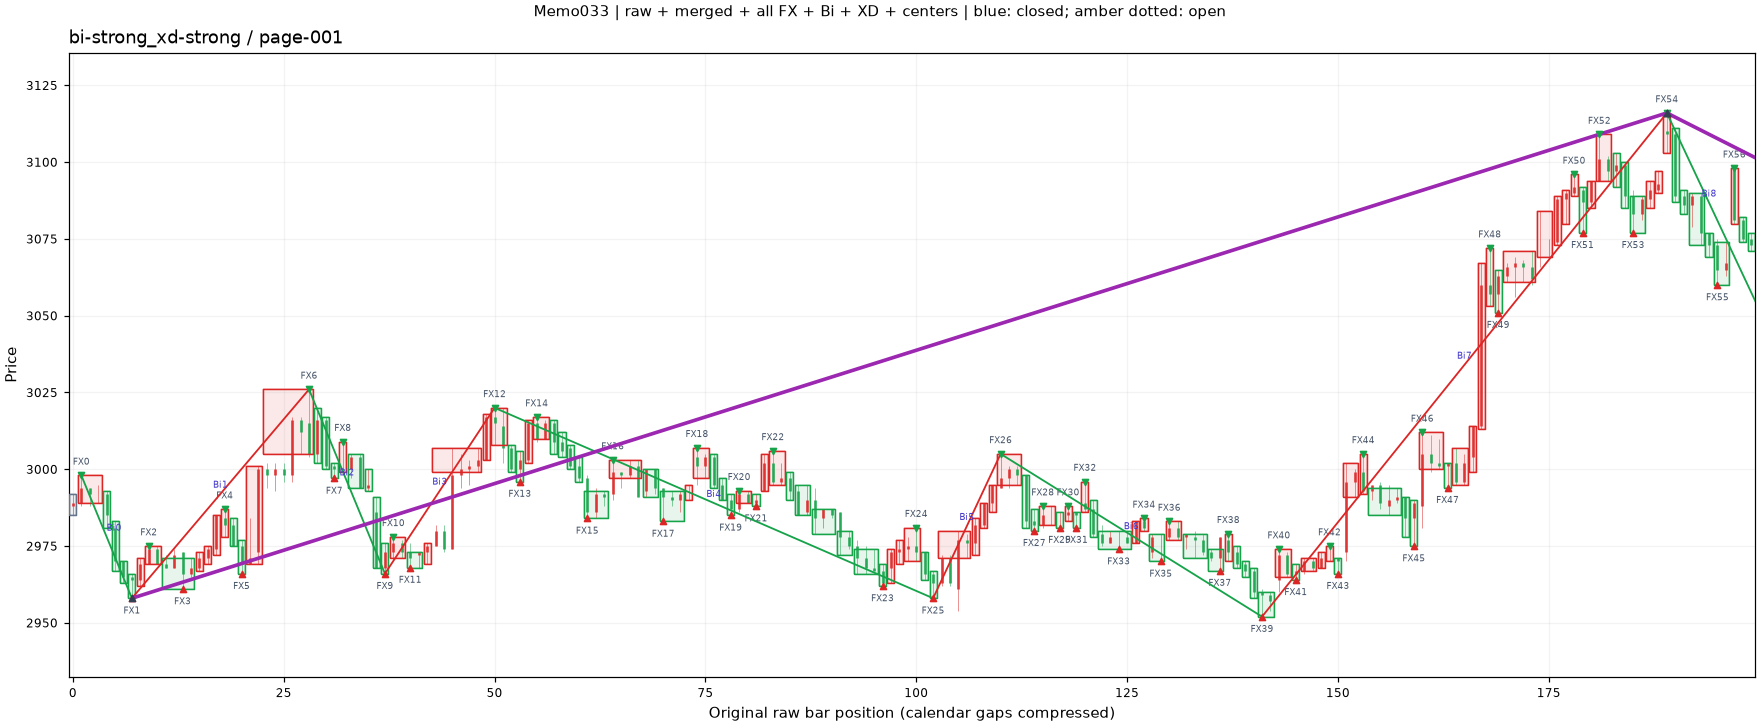 Memo033 | raw + merged + all FX + Bi + XD + centers | blue: closed; amber dotted: open
bi-strong_xd-strong / page-001
Price
3125
3100
3075
3050
3025
3000
2975
2950
FX54
FX52
FX50
FX56
Bi8
FX51
FX53
FX48
FX55
FX49
Bi7
FX6
FX12
FX14
FX46
FX8
FX18
FX22
FX26
FX16
FX44
FX0
FX7
Bi2
Bi3
FX13
FX20
FX32
FX47
Bi1
FX4
Bi4
FX28
FX30
FX19
FX21
FX34
FX36
FX10
FX15
FX17
FX24
Bi5
Bi6
FX38
Bi0
FX2
FX27
FX29
FX31
FX40
FX42
FX45
FX5
FX9
FX11
FX35
FX33
FX3
FX23
FX37
FX41
FX43
FX1
FX25
FX39
0
25
50
75
100
125
150
175
Original raw bar position (calendar gaps compressed)